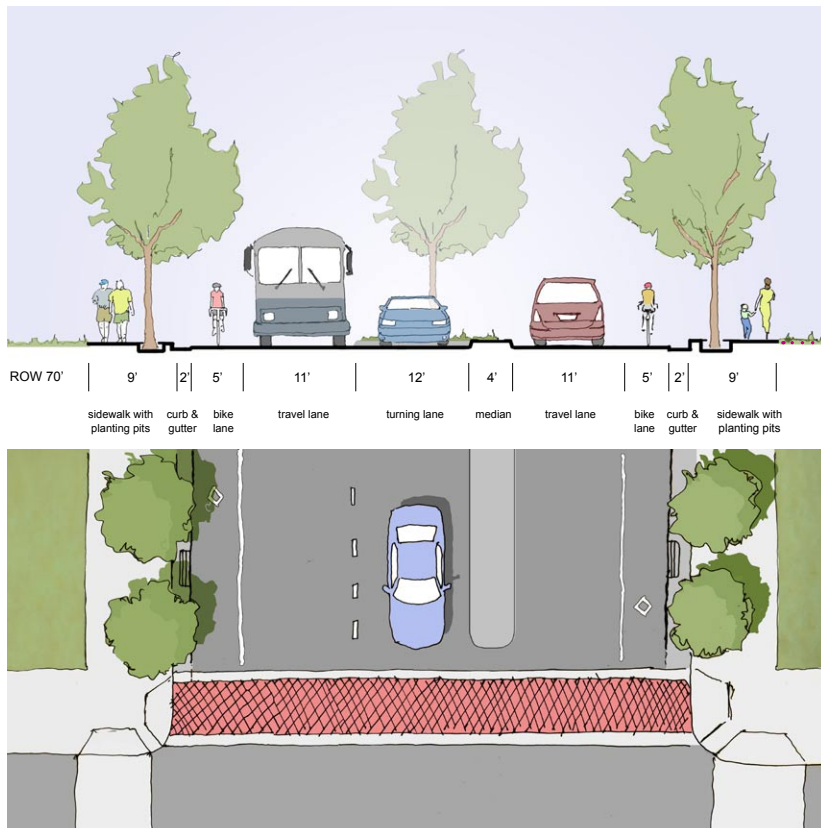 ROW 70' 9' 2' 5' 11' 12' 4' 11' 5' 2' 9'
sidewalk with curb & bike travel lane turning lane median travel lane bike curb & sidewalk with
planting pits gutter lane lane gutter planting pits